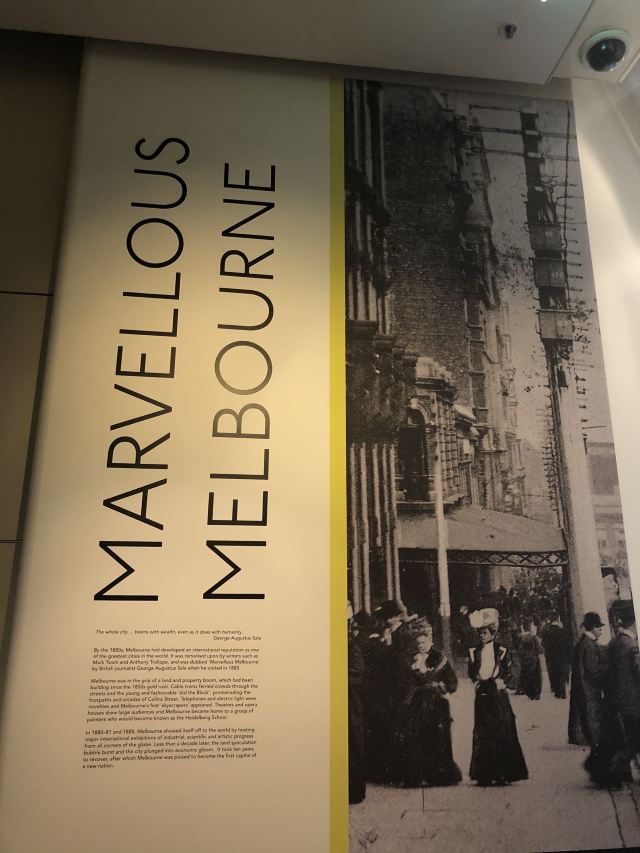 MARVELLOUS
MELBOURNE
The whole city... teems with wealth, even as it does with humanity.
George Augustus Sala
By the 1880s, Melbourne had developed an international reputation as one
of the greatest cities in the world. It was remarked upon by writers such as
Mark Twain and Anthony Trollope, and was dubbed 'Marvellous Melbourne'
by British journalist George Augustus Sala when he visited in 1885.
Melbourne was in the grip of a land and property boom, which had been
building since the 1850s gold rush. Cable trams ferried crowds through the
streets and the young and fashionable 'did the Block', promenading the
footpaths and arcades of Collins Street. Telephones and electric light were
novelties and Melbourne's first 'skyscrapers' appeared. Theatres and opera
houses drew large audiences and Melbourne became home to a group of
painters who would become known as the Heidelberg School.
In 1880–81 and 1888, Melbourne showed itself off to the world by hosting
major international exhibitions of industrial, scientific and artistic progress
from all corners of the globe. Less than a decade later, the land speculation
bubble burst and the city plunged into economic gloom. It took ten years
to recover, after which Melbourne was poised to become the first capital of
a new nation.